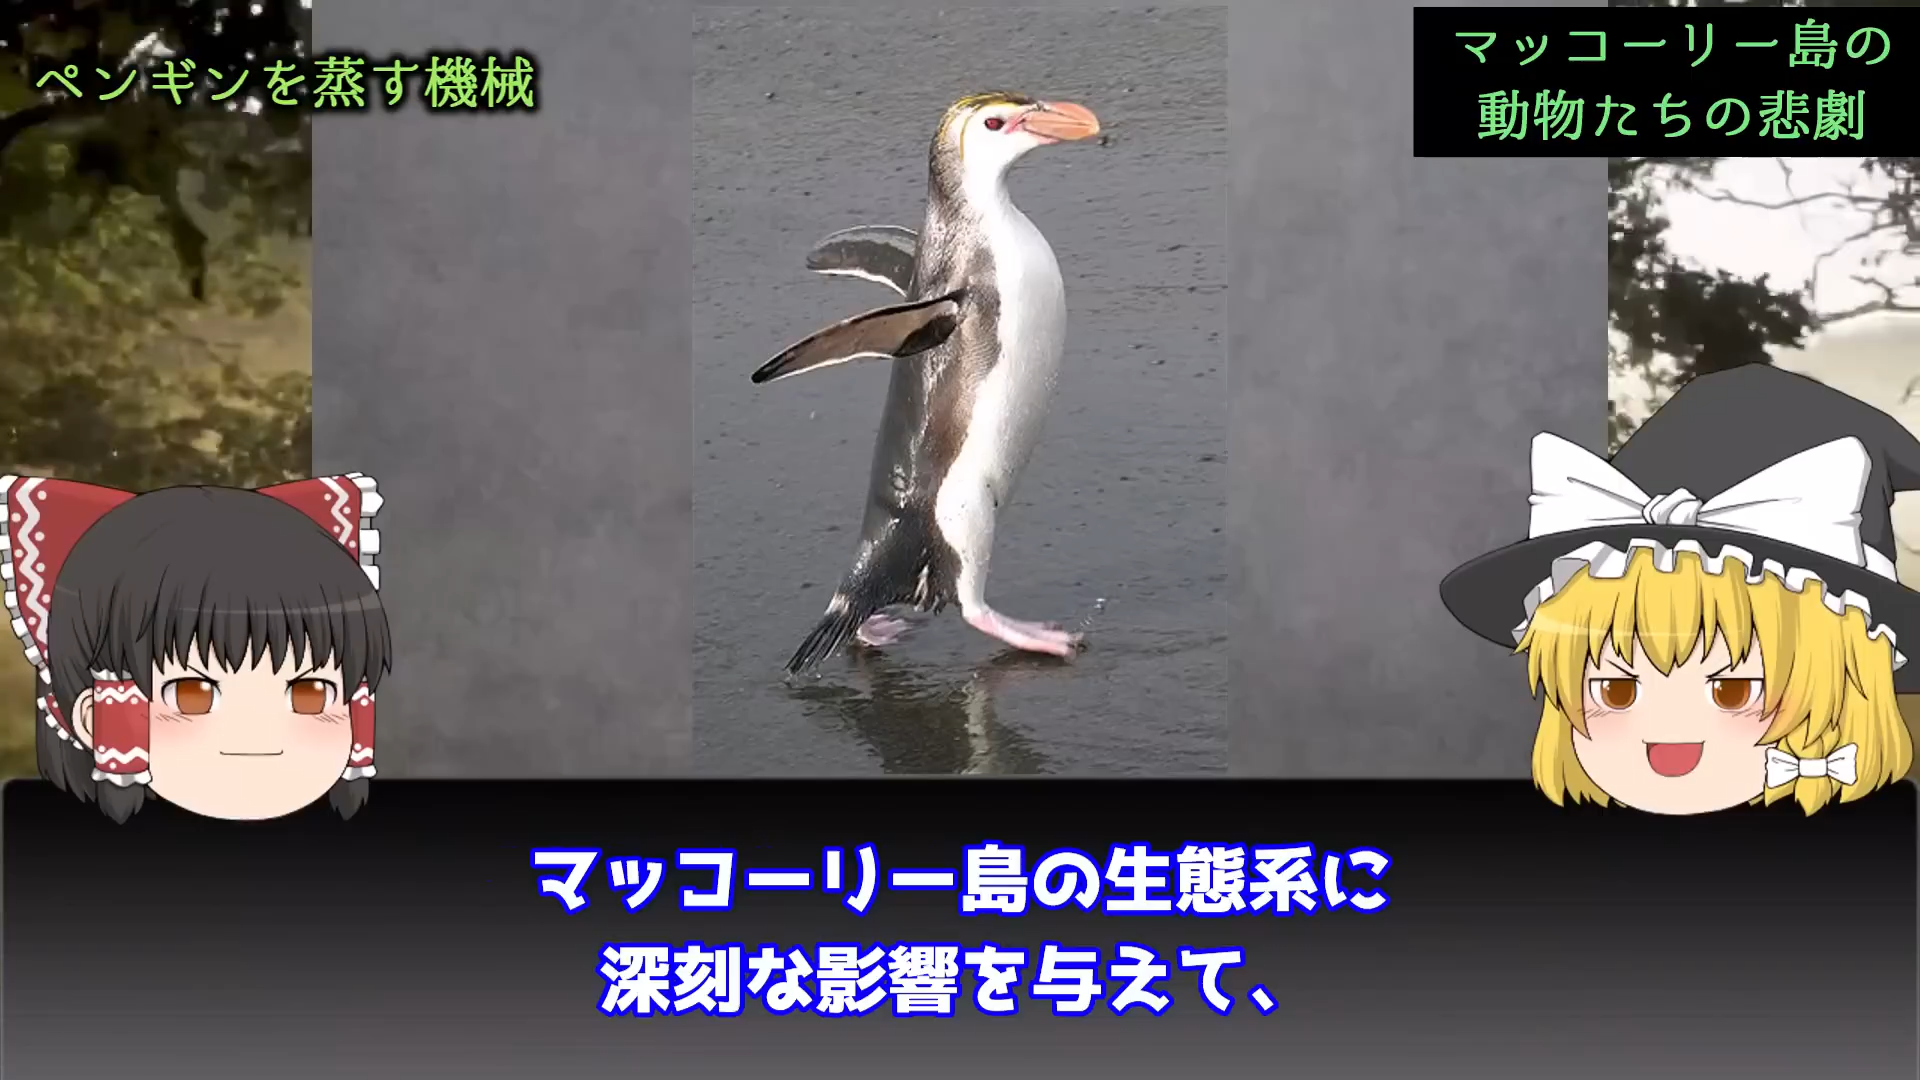 ペンギンを蒸す機械
マッコーリー島の
動物たちの悲劇
マッコーリー島の生態系に
深刻な影響を与えて、